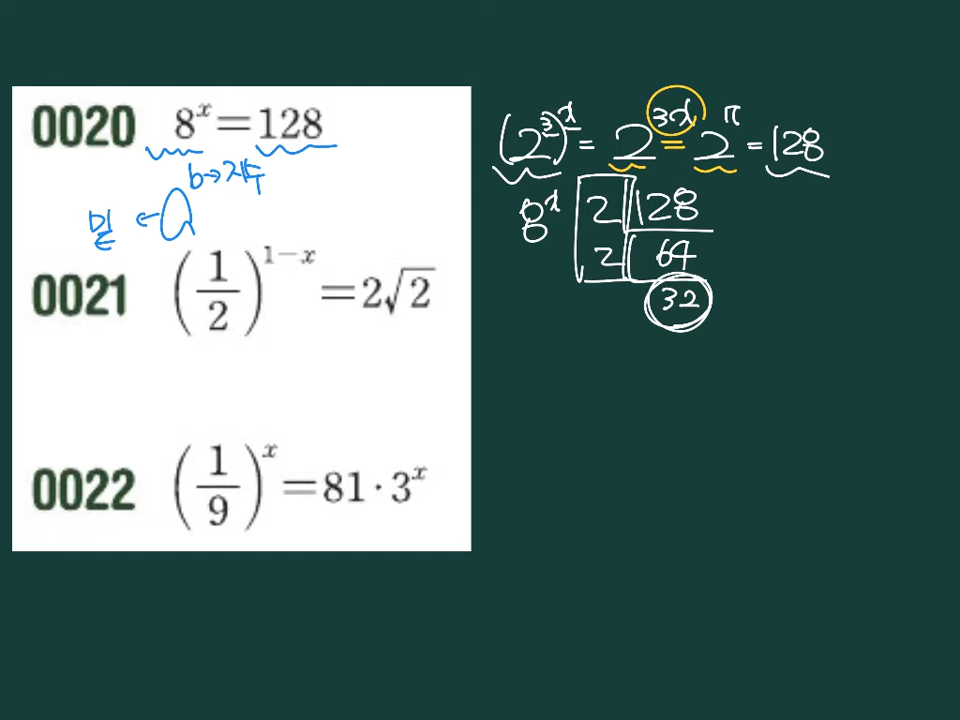 0020 8^x = 128
b→지수
밑 ← a
0021 (1/2)^{1-x} = 2√2
0022 (1/9)^x = 81 · 3^x
(2^3)^x = 2^{3x} = 2^π = 128
8^x
2 | 128
2 | 64
32